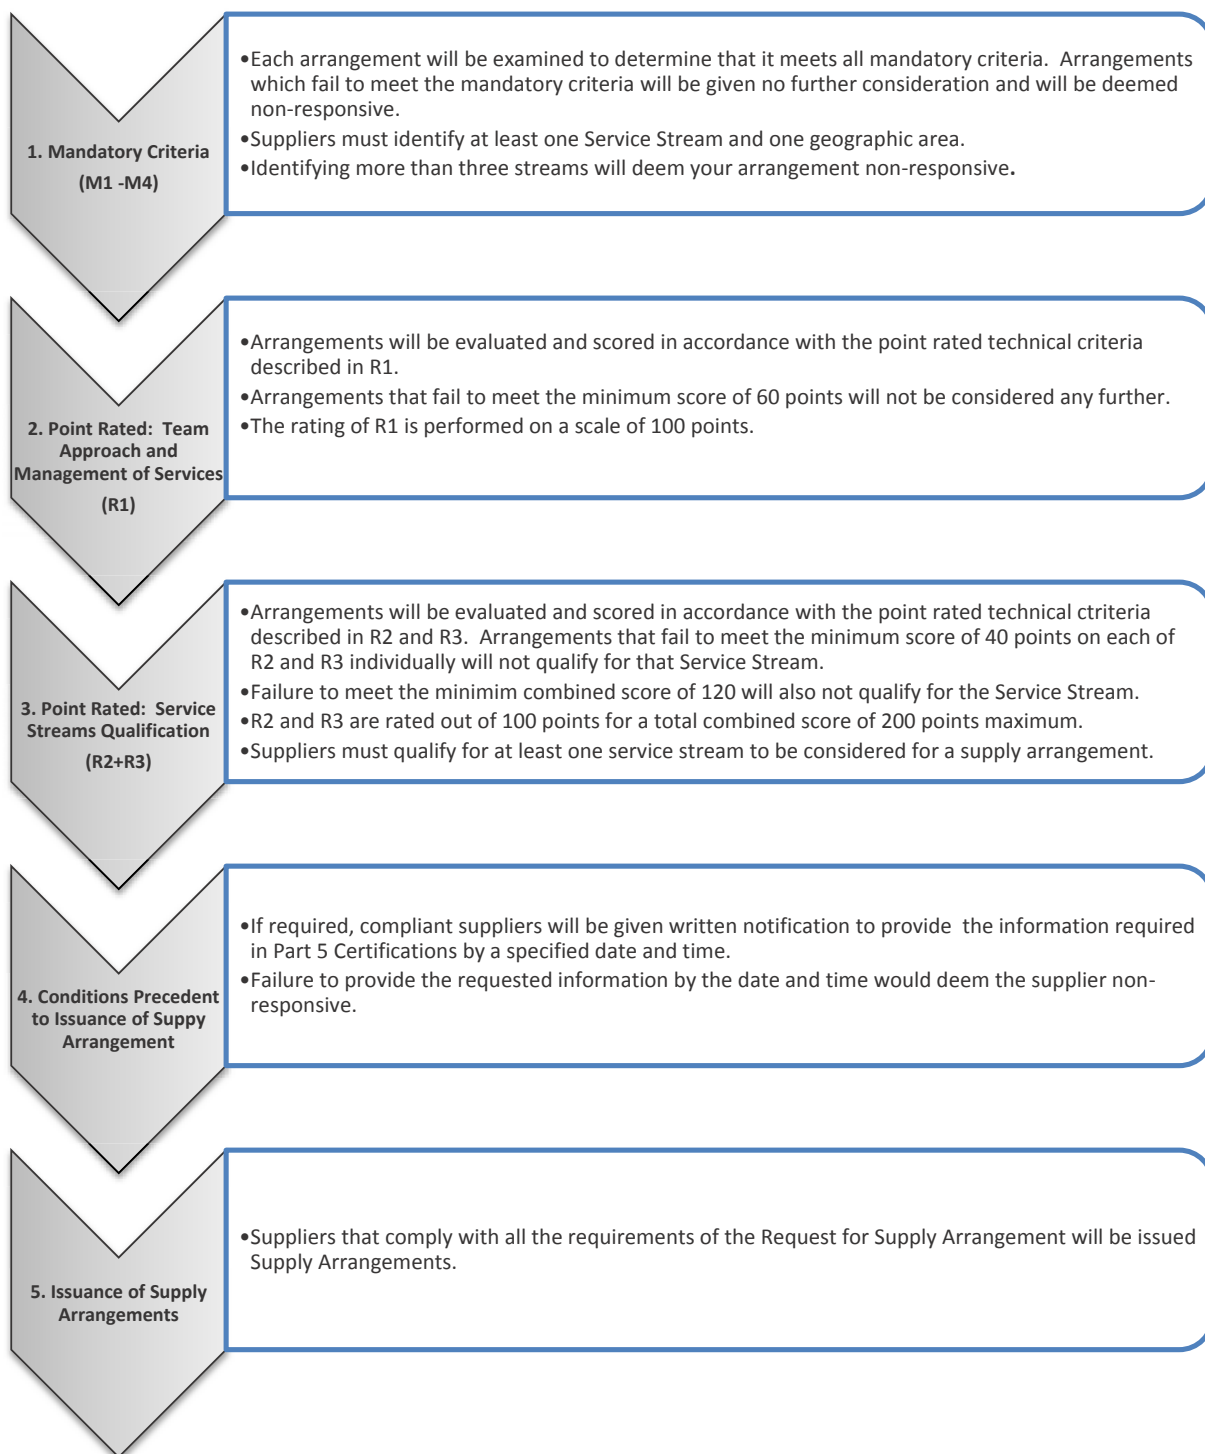 1. Mandatory Criteria
(M1 -M4)
•Each arrangement will be examined to determine that it meets all mandatory criteria.  Arrangements
which fail to meet the mandatory criteria will be given no further consideration and will be deemed
non-responsive.
•Suppliers must identify at least one Service Stream and one geographic area.
•Identifying more than three streams will deem your arrangement non-responsive.
2. Point Rated:  Team
Approach and
Management of Services
(R1)
•Arrangements will be evaluated and scored in accordance with the point rated technical criteria
described in R1.
•Arrangements that fail to meet the minimum score of 60 points will not be considered any further.
•The rating of R1 is performed on a scale of 100 points.
3. Point Rated:  Service
Streams Qualification
(R2+R3)
•Arrangements will be evaluated and scored in accordance with the point rated technical ctriteria
described in R2 and R3.  Arrangements that fail to meet the minimum score of 40 points on each of
R2 and R3 individually will not qualify for that Service Stream.
•Failure to meet the minimim combined score of 120 will also not qualify for the Service Stream.
•R2 and R3 are rated out of 100 points for a total combined score of 200 points maximum.
•Suppliers must qualify for at least one service stream to be considered for a supply arrangement.
4. Conditions Precedent
to Issuance of Suppy
Arrangement
•If required, compliant suppliers will be given written notification to provide  the information required
in Part 5 Certifications by a specified date and time.
•Failure to provide the requested information by the date and time would deem the supplier non-
responsive.
5. Issuance of Supply
Arrangements
•Suppliers that comply with all the requirements of the Request for Supply Arrangement will be issued
Supply Arrangements.